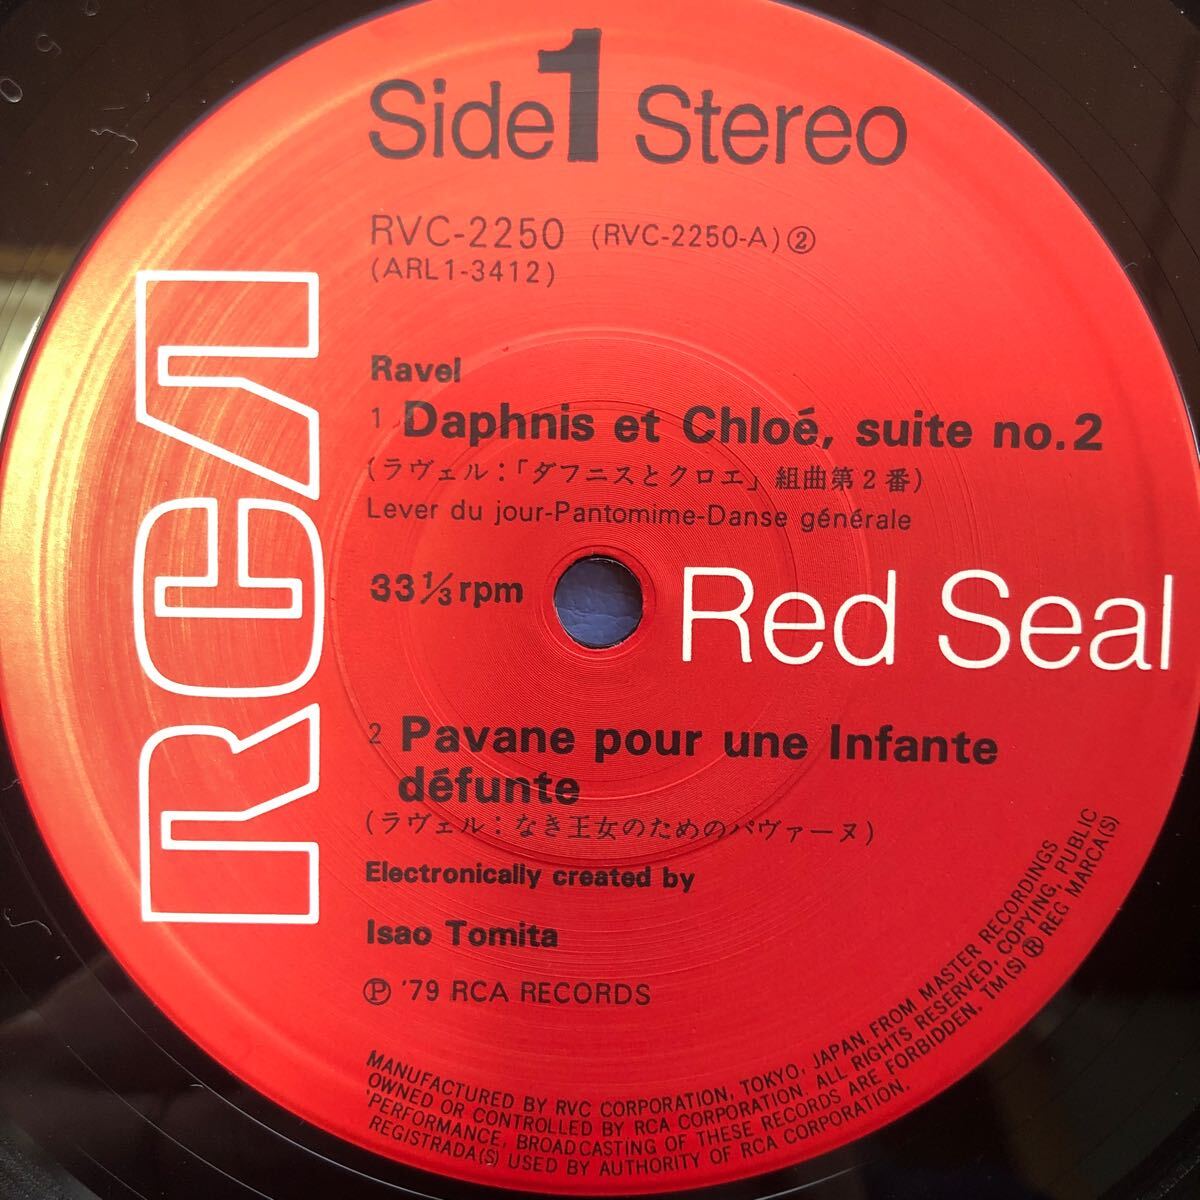 Side 1 Stereo
RVC-2250 (RVC-2250-A)②
(ARL1-3412)
RCA
Ravel
1 Daphnis et Chloé, suite no.2
(ラヴェル：「ダフニスとクロエ」組曲第2番)
Lever du jour-Pantomime-Danse générale
33⅓rpm
Red Seal
2 Pavane pour une Infante
défunte
(ラヴェル：なき王女のためのパヴァーヌ)
Electronically created by
Isao Tomita
Ⓟ '79 RCA RECORDS
MANUFACTURED BY RVC CORPORATION, TOKYO, JAPAN, FROM MASTER RECORDINGS
OWNED OR CONTROLLED BY RCA CORPORATION. ALL RIGHTS RESERVED, COPYING, PUBLIC
'PERFORMANCE, BROADCASTING OF THESE RECORDS ARE FORBIDDEN. TM(S) ® REG MARCA(S)
REGISTRADA(S) USED BY AUTHORITY OF RCA CORPORATION.